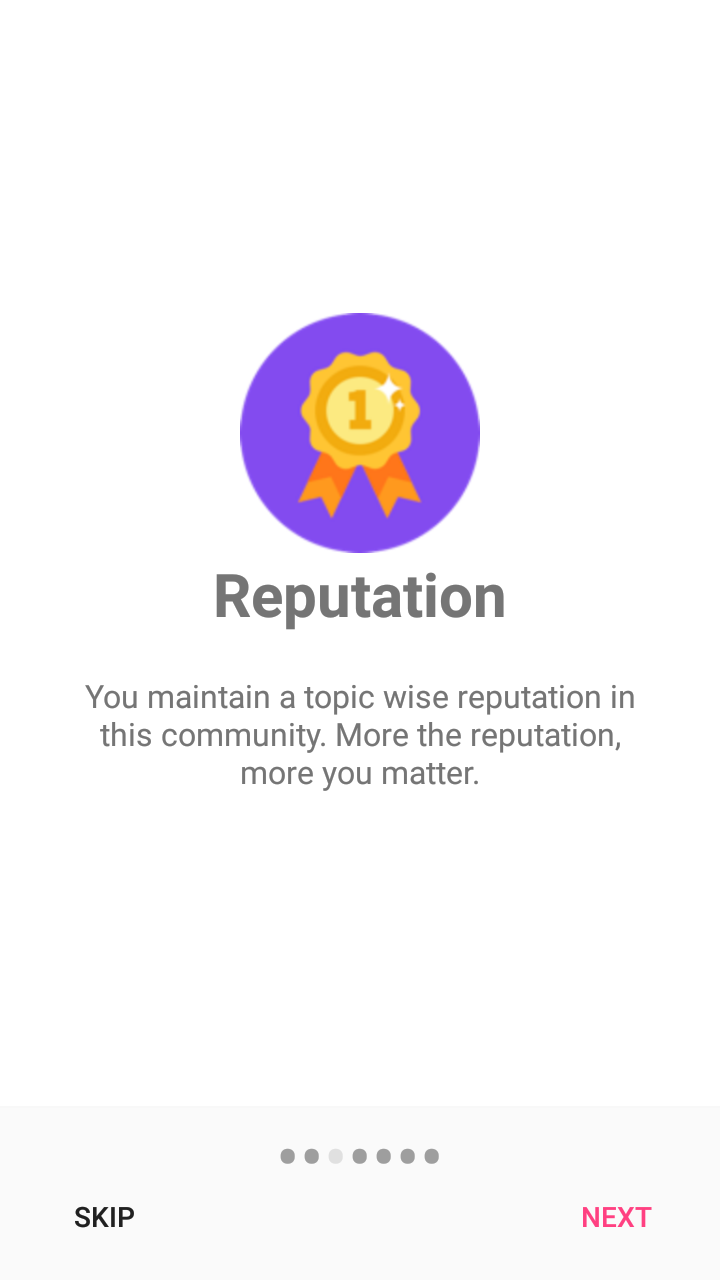 1
Reputation
You maintain a topic wise reputation in
this community. More the reputation,
more you matter.
SKIP
NEXT